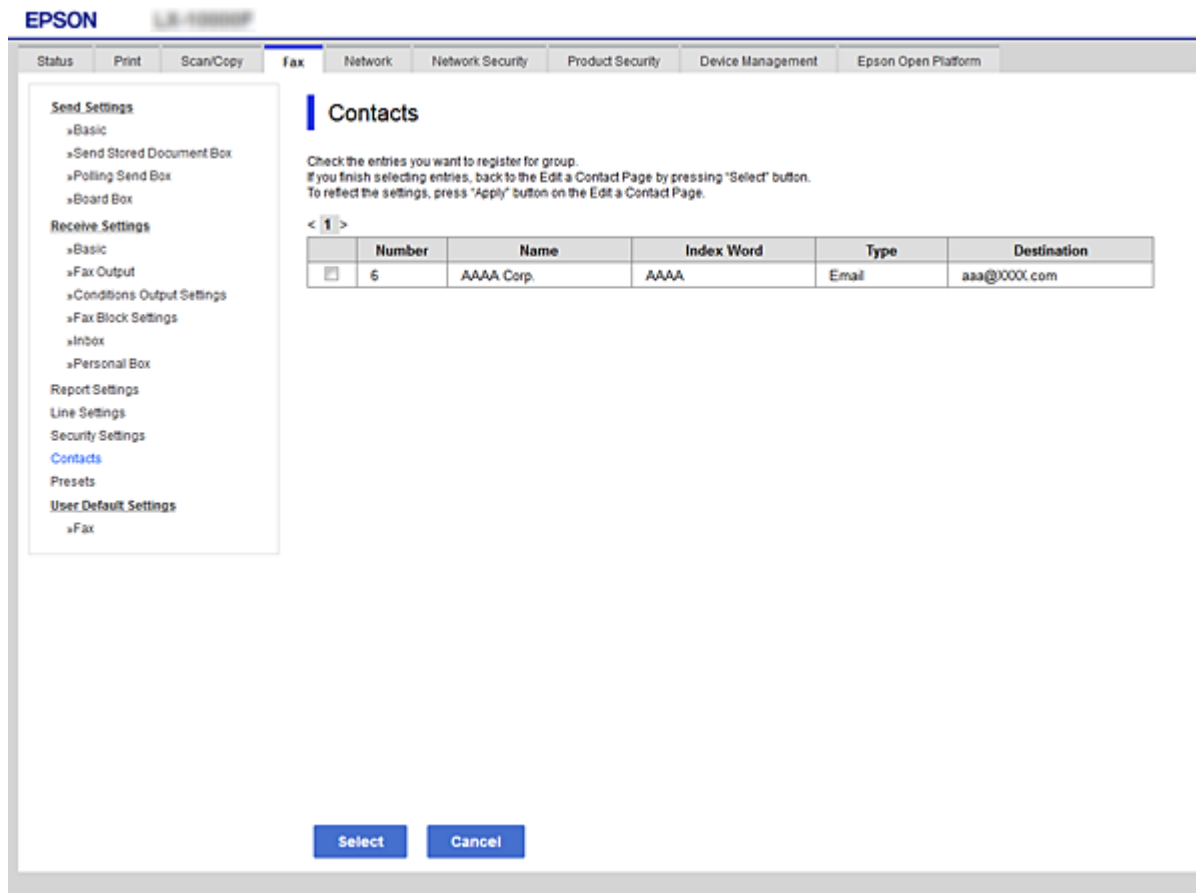 EPSON
Status Print Scan/Copy Fax Network Network Security Product Security Device Management Epson Open Platform
Send Settings
»Basic
»Send Stored Document Box
»Polling Send Box
»Board Box
Receive Settings
»Basic
»Fax Output
»Conditions Output Settings
»Fax Block Settings
»Inbox
»Personal Box
Report Settings
Line Settings
Security Settings
Contacts
Presets
User Default Settings
»Fax
Contacts
Check the entries you want to register for group.
If you finish selecting entries, back to the Edit a Contact Page by pressing "Select" button.
To reflect the settings, press "Apply" button on the Edit a Contact Page.
< 1 >
Number Name Index Word Type Destination
6 AAAA Corp. AAAA Email aaa@XXXX.com
Select Cancel